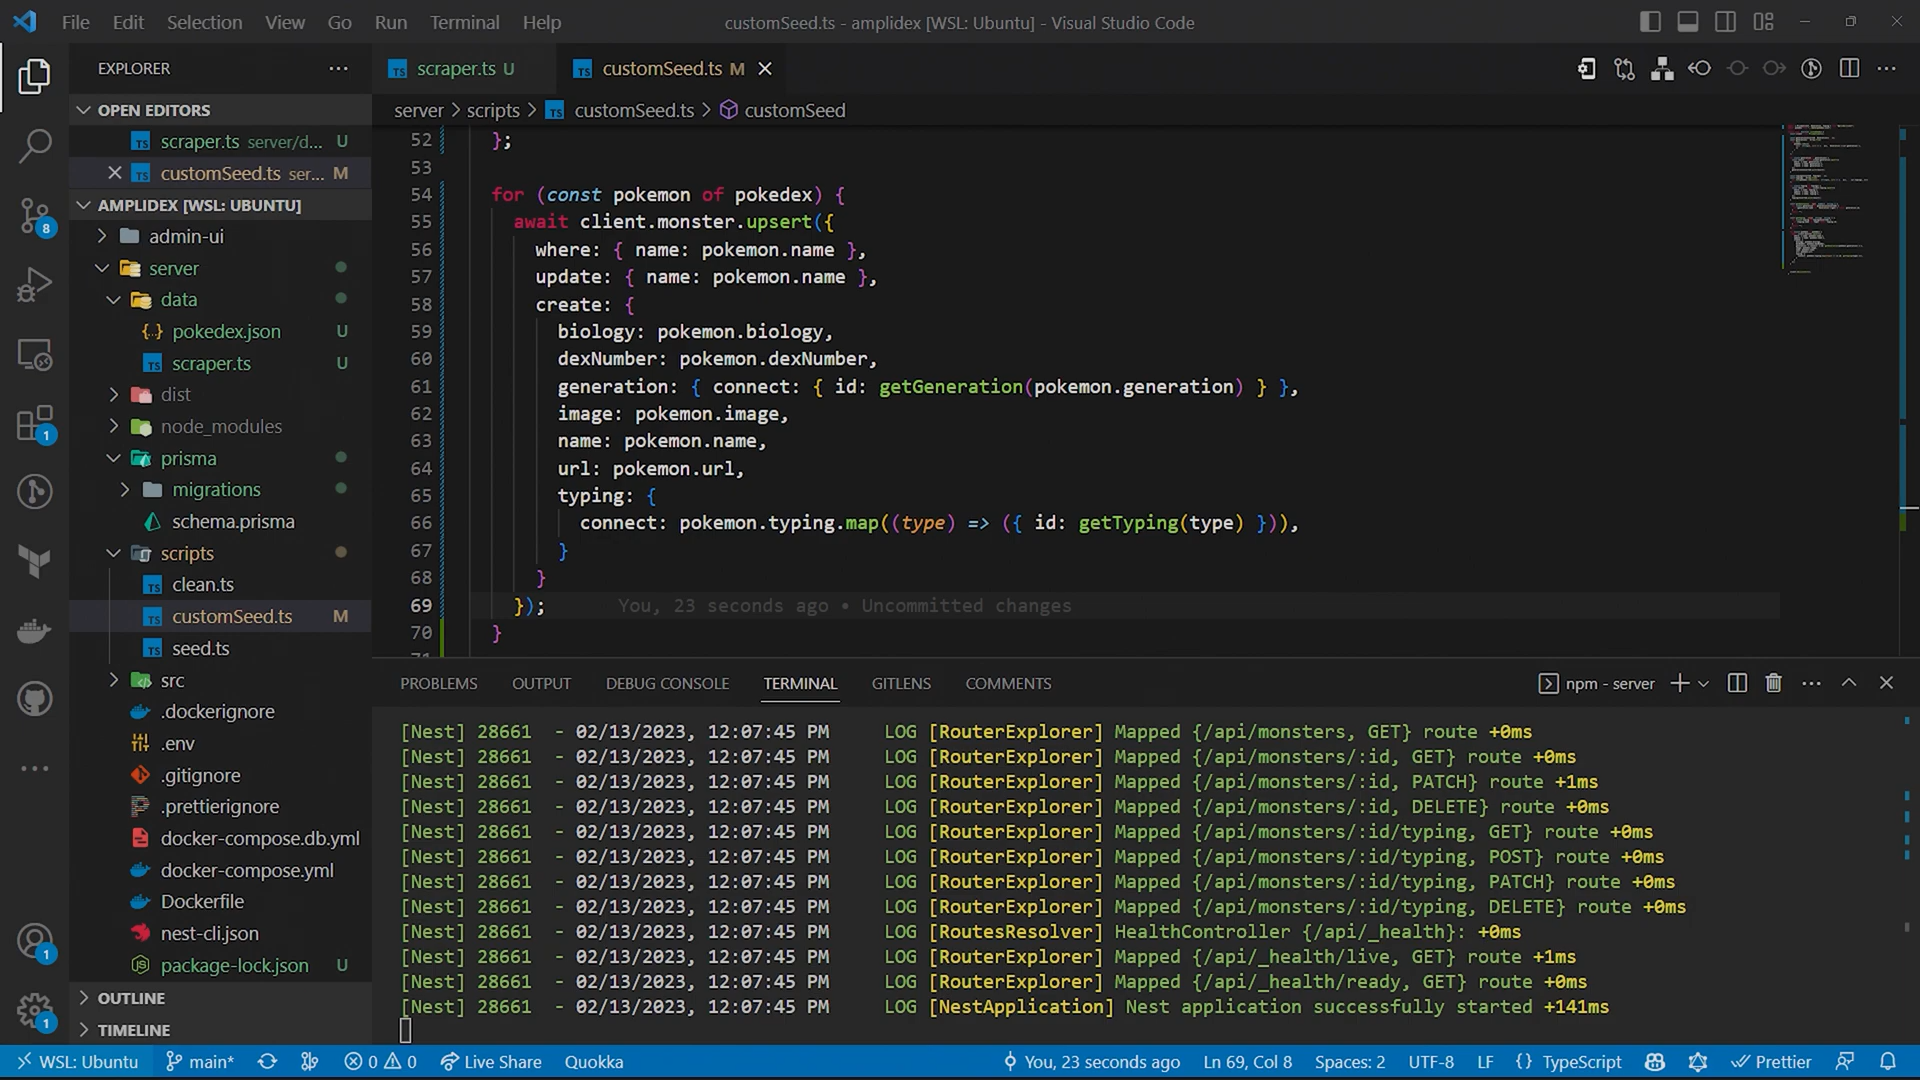 File Edit Selection View Go Run Terminal Help
customSeed.ts - amplidex [WSL: Ubuntu] - Visual Studio Code
EXPLORER
OPEN EDITORS
TS scraper.ts server/d... U
TS customSeed.ts ser... M
AMPLIDEX [WSL: UBUNTU]
admin-ui
server
data
{..} pokedex.json U
TS scraper.ts U
dist
node_modules
prisma
migrations
schema.prisma
scripts
TS clean.ts
TS customSeed.ts M
TS seed.ts
src
.dockerignore
.env
.gitignore
.prettierignore
docker-compose.db.yml
docker-compose.yml
Dockerfile
nest-cli.json
package-lock.json U
OUTLINE
TIMELINE
8
1
1
1
TS scraper.ts U
TS customSeed.ts M
server > scripts > TS customSeed.ts > customSeed
52 };
53
54 for (const pokemon of pokedex) {
55 await client.monster.upsert({
56 where: { name: pokemon.name },
57 update: { name: pokemon.name },
58 create: {
59 biology: pokemon.biology,
60 dexNumber: pokemon.dexNumber,
61 generation: { connect: { id: getGeneration(pokemon.generation) } },
62 image: pokemon.image,
63 name: pokemon.name,
64 url: pokemon.url,
65 typing: {
66 connect: pokemon.typing.map((type) => ({ id: getTyping(type) })),
67 }
68 }
69 }); You, 23 seconds ago • Uncommitted changes
70 }
PROBLEMS OUTPUT DEBUG CONSOLE TERMINAL GITLENS COMMENTS
npm - server
[Nest] 28661 - 02/13/2023, 12:07:45 PM LOG [RouterExplorer] Mapped {/api/monsters, GET} route +0ms
[Nest] 28661 - 02/13/2023, 12:07:45 PM LOG [RouterExplorer] Mapped {/api/monsters/:id, GET} route +0ms
[Nest] 28661 - 02/13/2023, 12:07:45 PM LOG [RouterExplorer] Mapped {/api/monsters/:id, PATCH} route +1ms
[Nest] 28661 - 02/13/2023, 12:07:45 PM LOG [RouterExplorer] Mapped {/api/monsters/:id, DELETE} route +0ms
[Nest] 28661 - 02/13/2023, 12:07:45 PM LOG [RouterExplorer] Mapped {/api/monsters/:id/typing, GET} route +0ms
[Nest] 28661 - 02/13/2023, 12:07:45 PM LOG [RouterExplorer] Mapped {/api/monsters/:id/typing, POST} route +0ms
[Nest] 28661 - 02/13/2023, 12:07:45 PM LOG [RouterExplorer] Mapped {/api/monsters/:id/typing, PATCH} route +0ms
[Nest] 28661 - 02/13/2023, 12:07:45 PM LOG [RouterExplorer] Mapped {/api/monsters/:id/typing, DELETE} route +0ms
[Nest] 28661 - 02/13/2023, 12:07:45 PM LOG [RoutesResolver] HealthController {/api/_health}: +0ms
[Nest] 28661 - 02/13/2023, 12:07:45 PM LOG [RouterExplorer] Mapped {/api/_health/live, GET} route +1ms
[Nest] 28661 - 02/13/2023, 12:07:45 PM LOG [RouterExplorer] Mapped {/api/_health/ready, GET} route +0ms
[Nest] 28661 - 02/13/2023, 12:07:45 PM LOG [NestApplication] Nest application successfully started +141ms
WSL: Ubuntu main* 0 0 Live Share Quokka You, 23 seconds ago Ln 69, Col 8 Spaces: 2 UTF-8 LF {} TypeScript Prettier